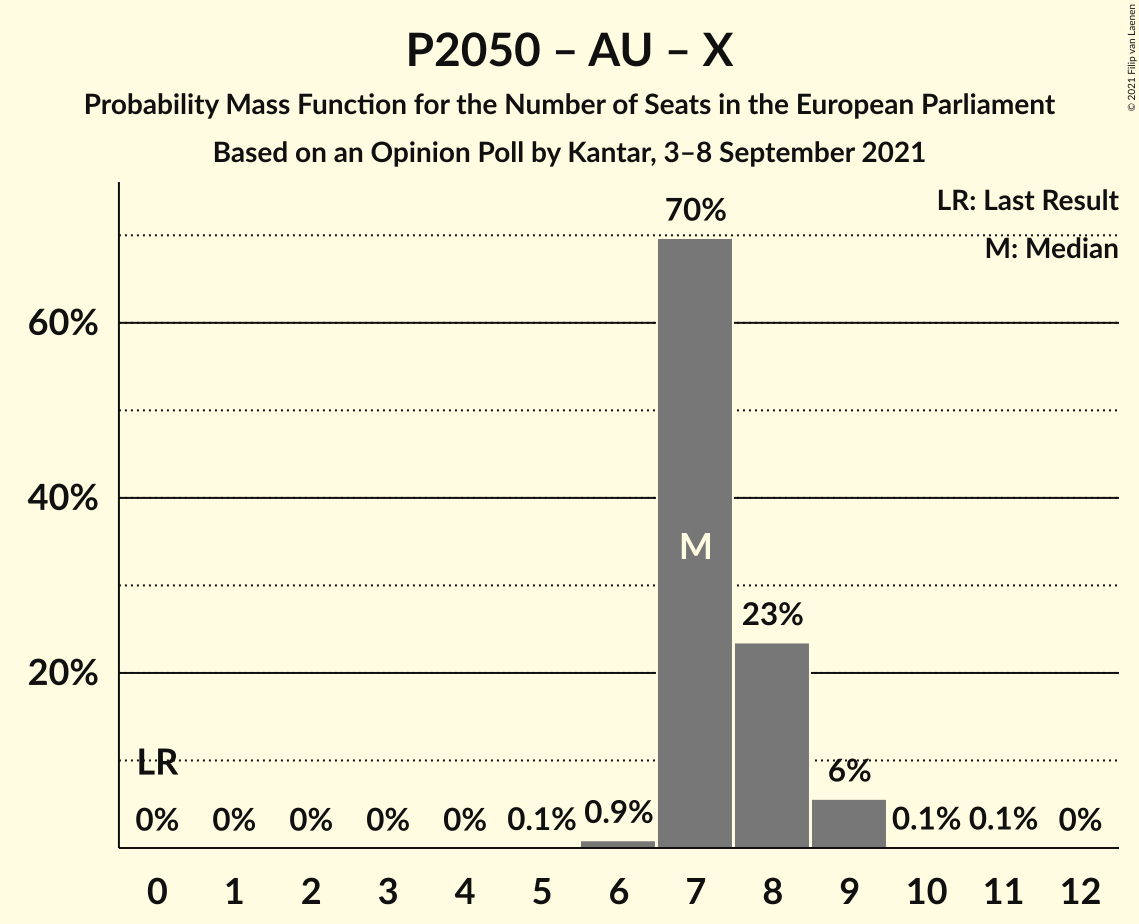 P2050 – AU – X
Probability Mass Function for the Number of Seats in the European Parliament
Based on an Opinion Poll by Kantar, 3–8 September 2021
© 2021 Filip van Laenen
LR: Last Result
M: Median
60%
40%
20%
LR
M
0% 0% 0% 0% 0% 0.1% 0.9% 70% 23% 6% 0.1% 0.1% 0%
0 1 2 3 4 5 6 7 8 9 10 11 12